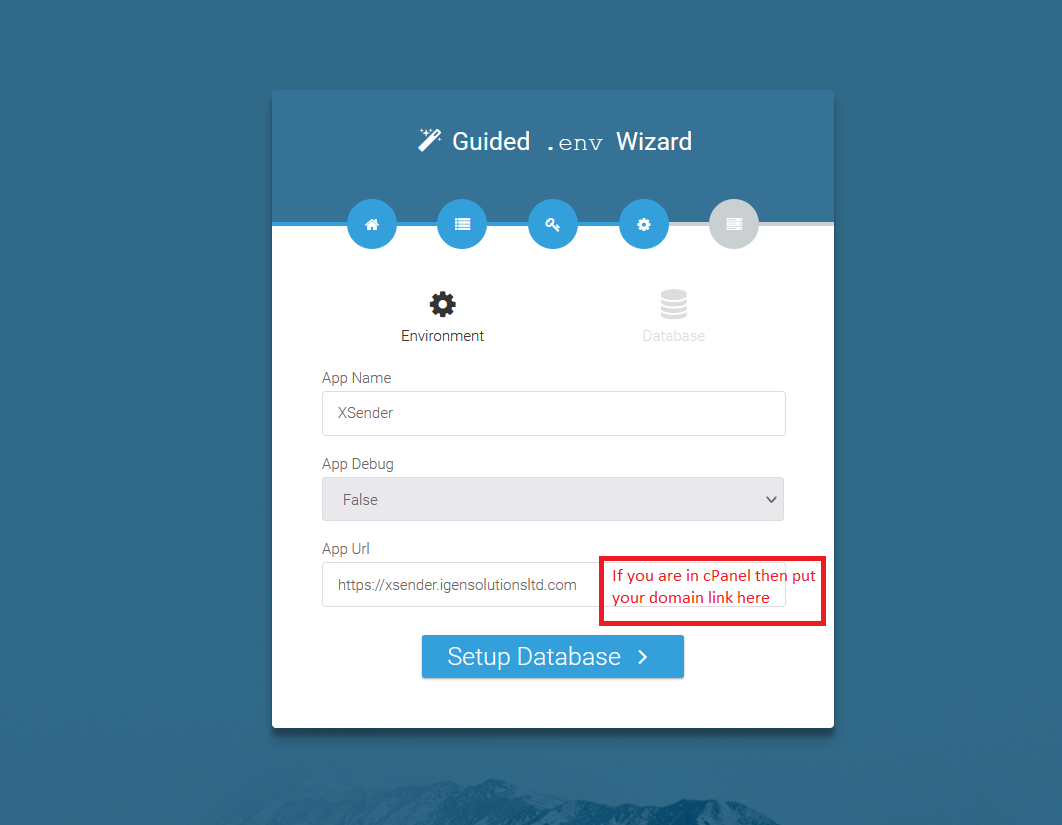 Guided .env Wizard
Environment
Database
App Name
XSender
App Debug
False
App Url
https://xsender.igensolutionsltd.com
If you are in cPanel then put
your domain link here
Setup Database